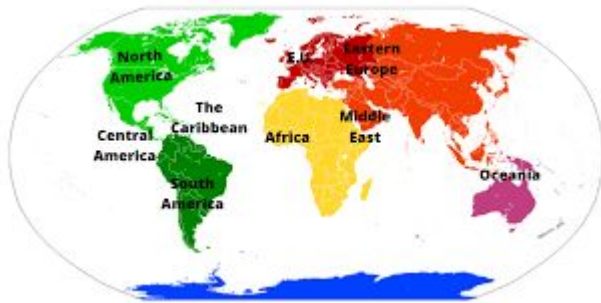 North
America
E.U.
Eastern
Europe
The
Caribbean
Central
America
Africa
Middle
East
South
America
Oceania